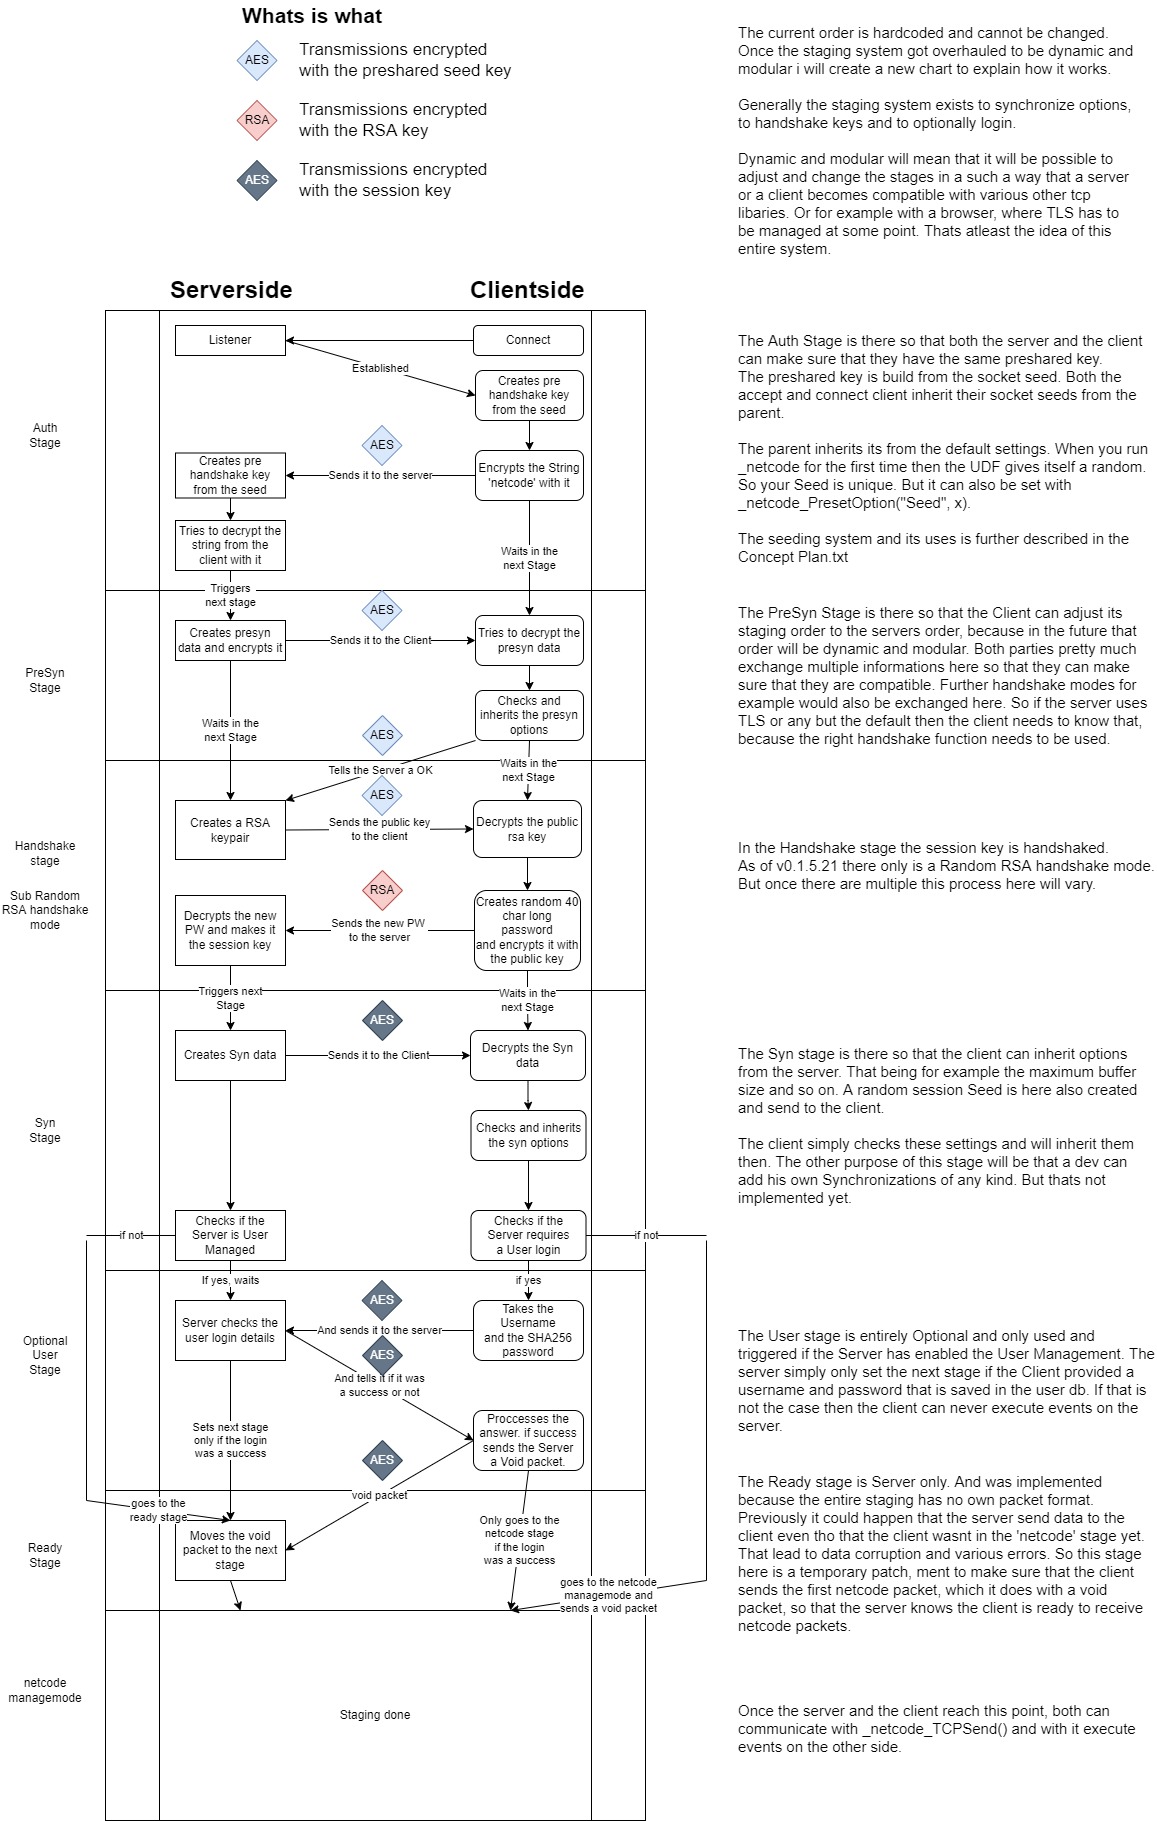 Whats is what
AES
Transmissions encrypted
with the preshared seed key
RSA
Transmissions encrypted
with the RSA key
AES
Transmissions encrypted
with the session key
The current order is hardcoded and cannot be changed.
Once the staging system got overhauled to be dynamic and
modular i will create a new chart to explain how it works.
Generally the staging system exists to synchronize options,
to handshake keys and to optionally login.
Dynamic and modular will mean that it will be possible to
adjust and change the stages in a such a way that a server
or a client becomes compatible with various other tcp
libaries. Or for example with a browser, where TLS has to
be managed at some point. Thats atleast the idea of this
entire system.
Serverside
Clientside
Auth
Stage
Listener
Connect
Established
Creates pre
handshake key
from the seed
AES
Creates pre
handshake key
from the seed
Sends it to the server
Encrypts the String
'netcode' with it
Tries to decrypt the
string from the
client with it
Waits in the
next Stage
Triggers
next stage
The Auth Stage is there so that both the server and the client
can make sure that they have the same preshared key.
The preshared key is build from the socket seed. Both the
accept and connect client inherit their socket seeds from the
parent.
The parent inherits its from the default settings. When you run
_netcode for the first time then the UDF gives itself a random.
So your Seed is unique. But it can also be set with
_netcode_PresetOption("Seed", x).
The seeding system and its uses is further described in the
Concept Plan.txt
PreSyn
Stage
AES
Creates presyn
data and encrypts it
Sends it to the Client
Tries to decrypt the
presyn data
Checks and
inherits the presyn
options
Waits in the
next Stage
AES
Tells the Server a OK
Waits in the
next Stage
The PreSyn Stage is there so that the Client can adjust its
staging order to the servers order, because in the future that
order will be dynamic and modular. Both parties pretty much
exchange multiple informations here so that they can make
sure that they are compatible. Further handshake modes for
example would also be exchanged here. So if the server uses
TLS or any but the default then the client needs to know that,
because the right handshake function needs to be used.
Handshake
stage
Sub Random
RSA handshake
mode
AES
Creates a RSA
keypair
Sends the public key
to the client
Decrypts the public
rsa key
RSA
Decrypts the new
PW and makes it
the session key
Sends the new PW
to the server
Creates random 40
char long
password
and encrypts it with
the public key
Triggers next
Stage
Waits in the
next Stage
In the Handshake stage the session key is handshaked.
As of v0.1.5.21 there only is a Random RSA handshake mode.
But once there are multiple this process here will vary.
Syn
Stage
AES
Creates Syn data
Sends it to the Client
Decrypts the Syn
data
Checks and inherits
the syn options
if not
Checks if the
Server is User
Managed
Checks if the
Server requires
a User login
if not
The Syn stage is there so that the client can inherit options
from the server. That being for example the maximum buffer
size and so on. A random session Seed is here also created
and send to the client.
The client simply checks these settings and will inherit them
then. The other purpose of this stage will be that a dev can
add his own Synchronizations of any kind. But thats not
implemented yet.
Optional
User
Stage
If yes, waits
if yes
AES
Server checks the
user login details
And sends it to the server
Takes the
Username
and the SHA256
password
AES
And tells it if it was
a success or not
Sets next stage
only if the login
was a success
Proccesses the
answer. if success
sends the Server
a Void packet.
AES
void packet
The User stage is entirely Optional and only used and
triggered if the Server has enabled the User Management. The
server simply only set the next stage if the Client provided a
username and password that is saved in the user db. If that is
not the case then the client can never execute events on the
server.
Ready
Stage
goes to the
ready stage
Moves the void
packet to the next
stage
Only goes to the
netcode stage
if the login
was a success
goes to the netcode
managemode and
sends a void packet
The Ready stage is Server only. And was implemented
because the entire staging has no own packet format.
Previously it could happen that the server send data to the
client even tho that the client wasnt in the 'netcode' stage yet.
That lead to data corruption and various errors. So this stage
here is a temporary patch, ment to make sure that the client
sends the first netcode packet, which it does with a void
packet, so that the server knows the client is ready to receive
netcode packets.
netcode
managemode
Staging done
Once the server and the client reach this point, both can
communicate with _netcode_TCPSend() and with it execute
events on the other side.